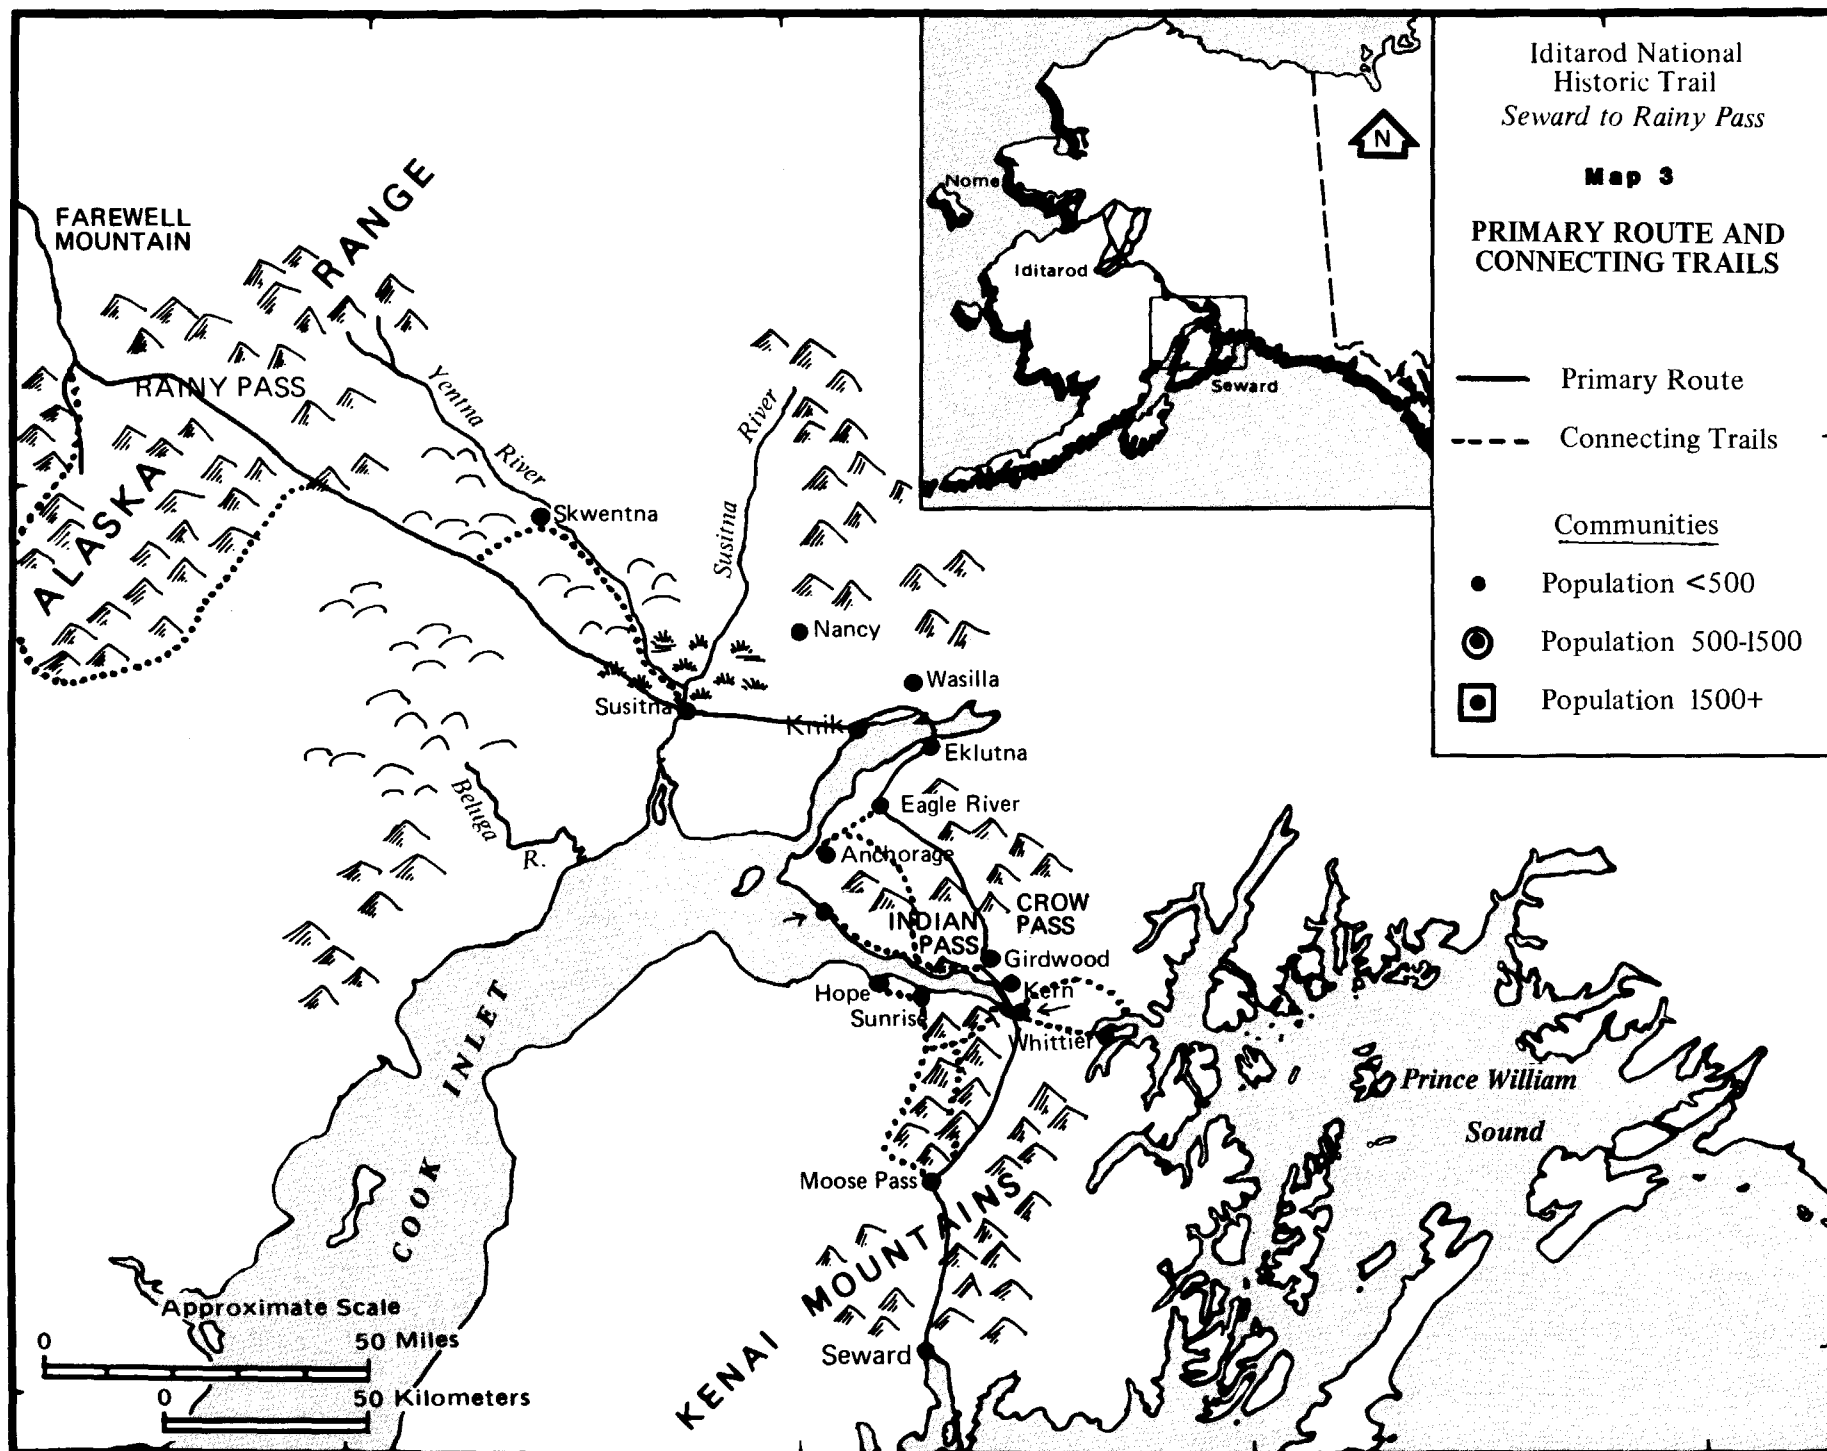 Iditarod National
Historic Trail
Seward to Rainy Pass
Map 3
PRIMARY ROUTE AND
CONNECTING TRAILS
Primary Route
Connecting Trails
Communities
Population <500
Population 500-1500
Population 1500+
N
Nome
Iditarod
Seward
FAREWELL
MOUNTAIN
RANGE
RAINY PASS
ALASKA
Yentna
River
Skwentna
Susitna
River
Nancy
Wasilla
Susitna
Knik
Eklutna
Eagle River
Beluga
R.
Anchorage
CROW
PASS
INDIAN
PASS
Girdwood
Kern
Hope
Sunrise
Whittier
Prince William
Sound
COOK INLET
Moose Pass
KENAI MOUNTAINS
Seward
Approximate Scale
0 50 Miles
0 50 Kilometers